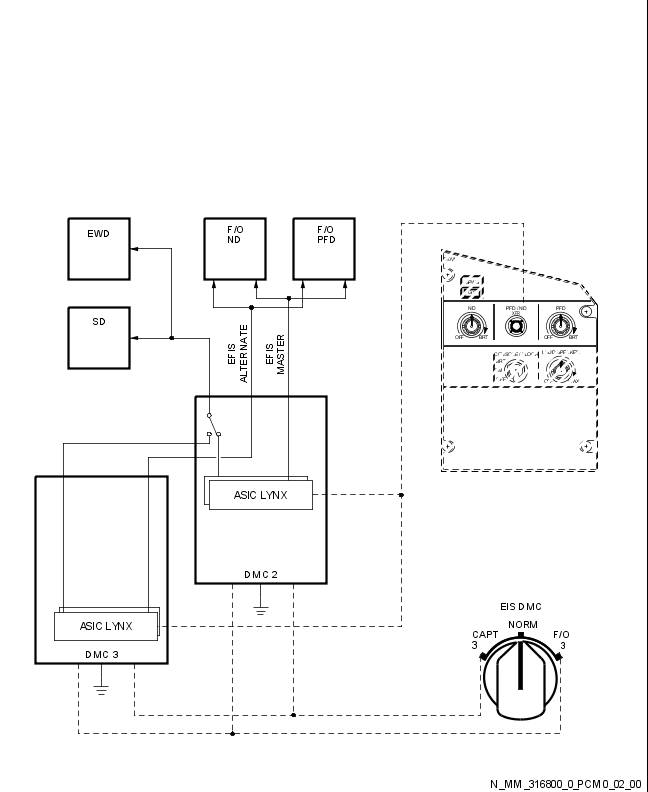 EWD
F/O
ND
F/O
PFD
SD
EFIS
ALTERNATE
EFIS
MASTER
ND
OFF
BRT
PFD/ND
XFR
PFD
OFF
BRT
ASIC LYNX
DMC 2
ASIC LYNX
DMC 3
EIS DMC
NORM
CAPT
3
F/O
3
N_MM_316800_0_PCM0_02_00